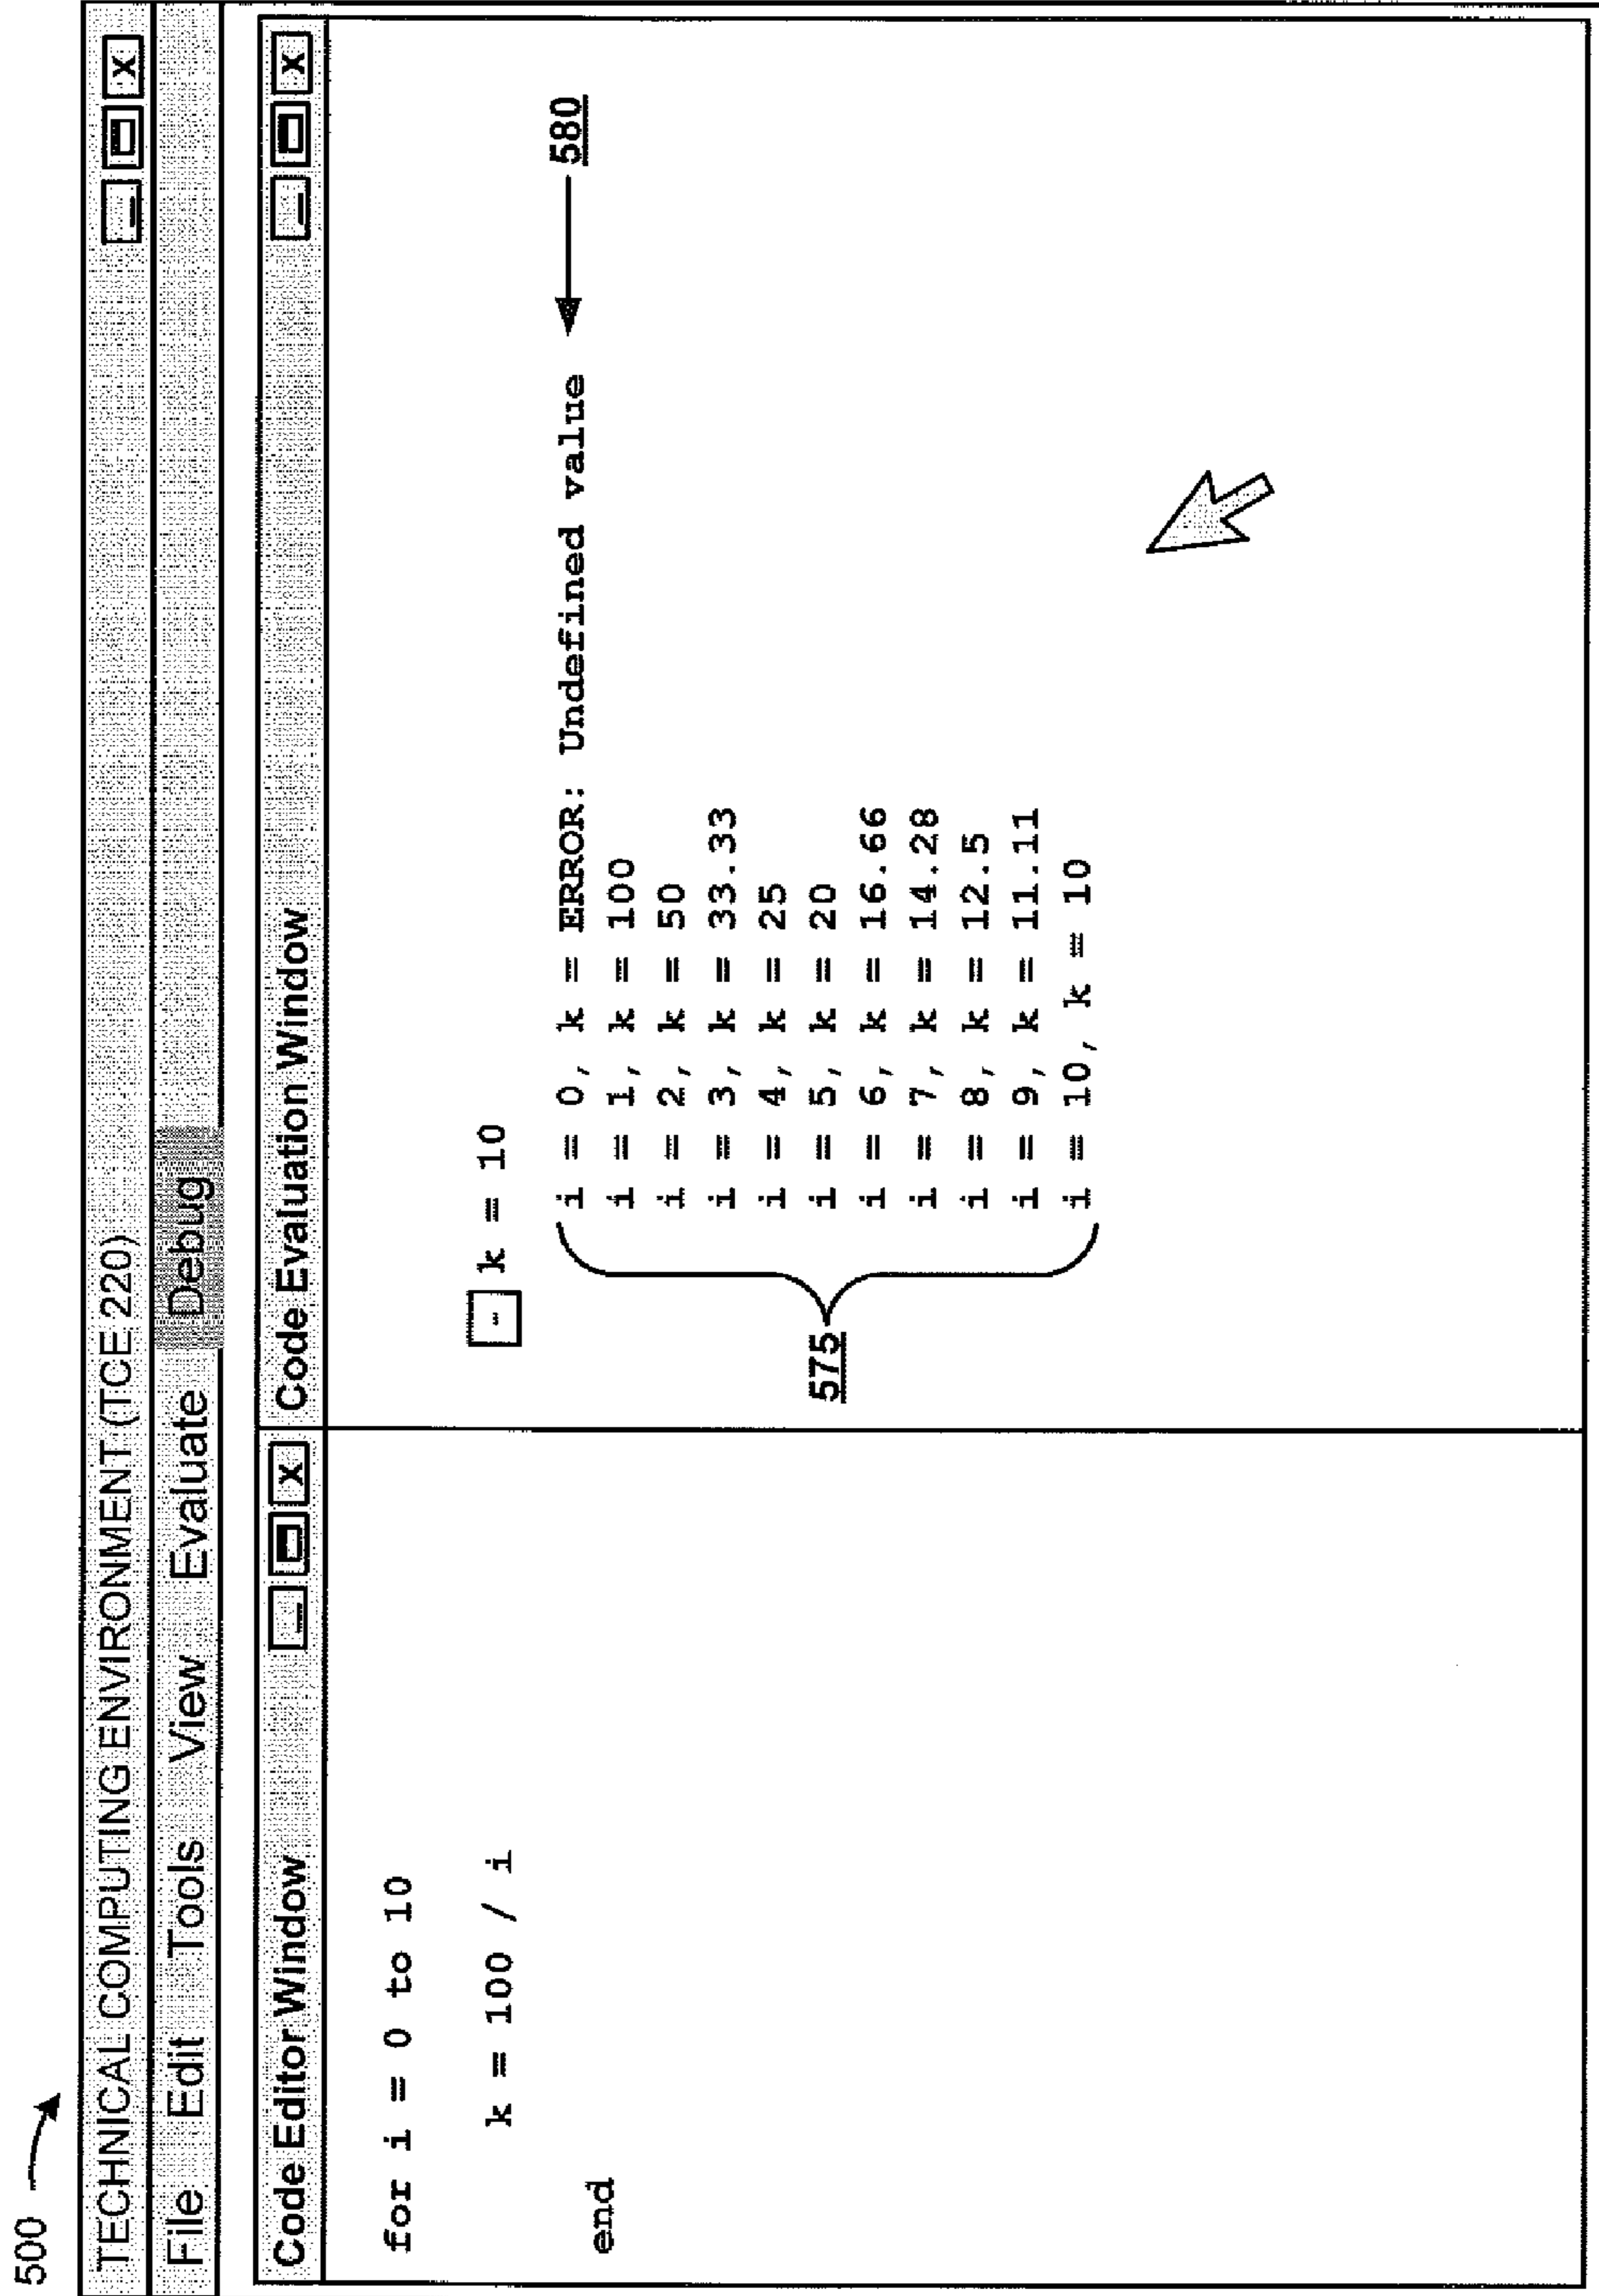 500
TECHNICAL COMPUTING ENVIRONMENT (TCE 220)
File Edit Tools View Evaluate Debug
Code Editor Window
for i = 0 to 10
k = 100 / i
end
Code Evaluation Window
- k = 10
i = 0, k = ERROR: Undefined value
580
i = 1, k = 100
i = 2, k = 50
i = 3, k = 33.33
i = 4, k = 25
i = 5, k = 20
i = 6, k = 16.66
i = 7, k = 14.28
i = 8, k = 12.5
i = 9, k = 11.11
i = 10, k = 10
575